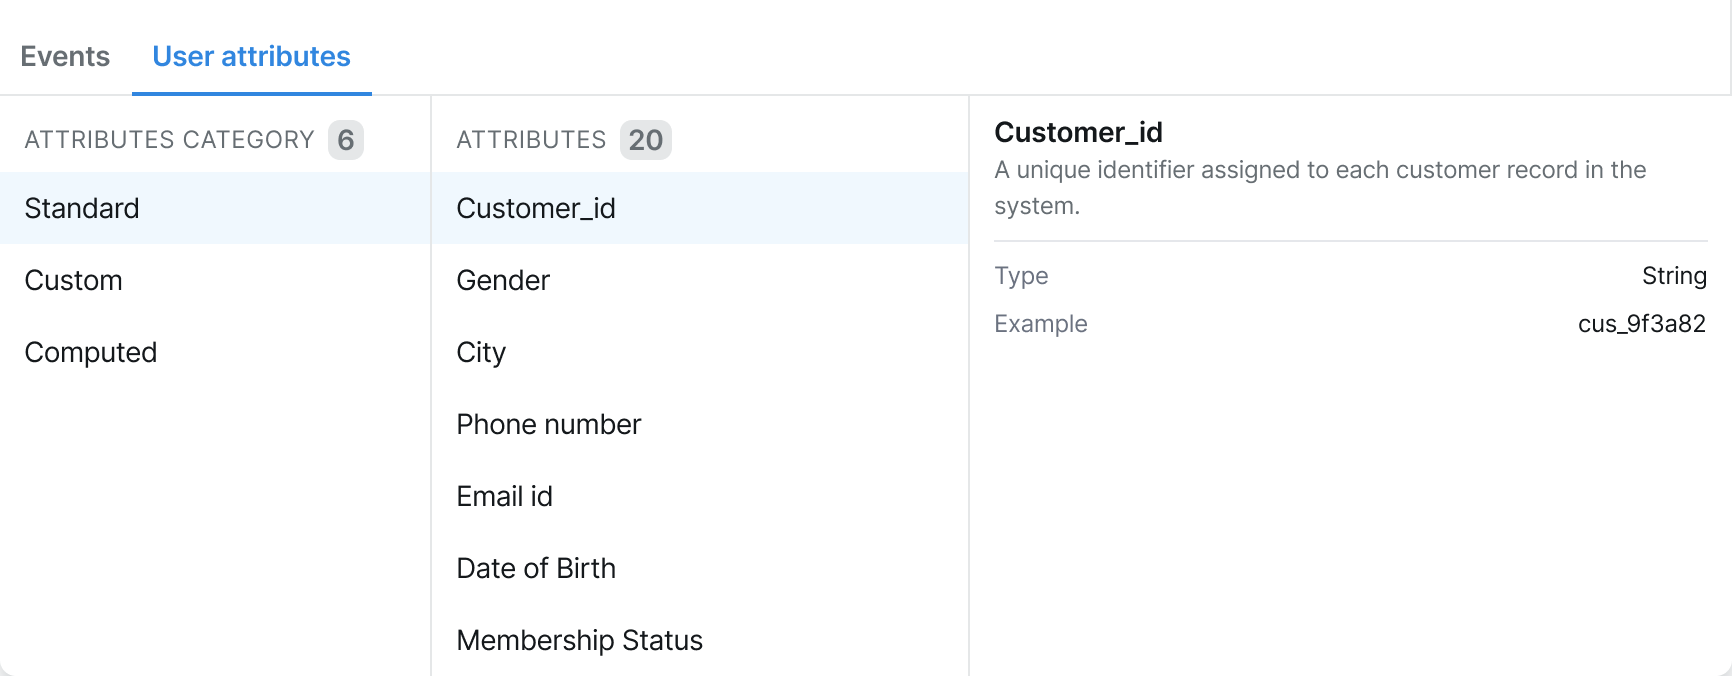 Events
User attributes
ATTRIBUTES CATEGORY 6
Standard
Custom
Computed
ATTRIBUTES 20
Customer_id
Gender
City
Phone number
Email id
Date of Birth
Membership Status
Customer_id
A unique identifier assigned to each customer record in the
system.
Type String
Example cus_9f3a82